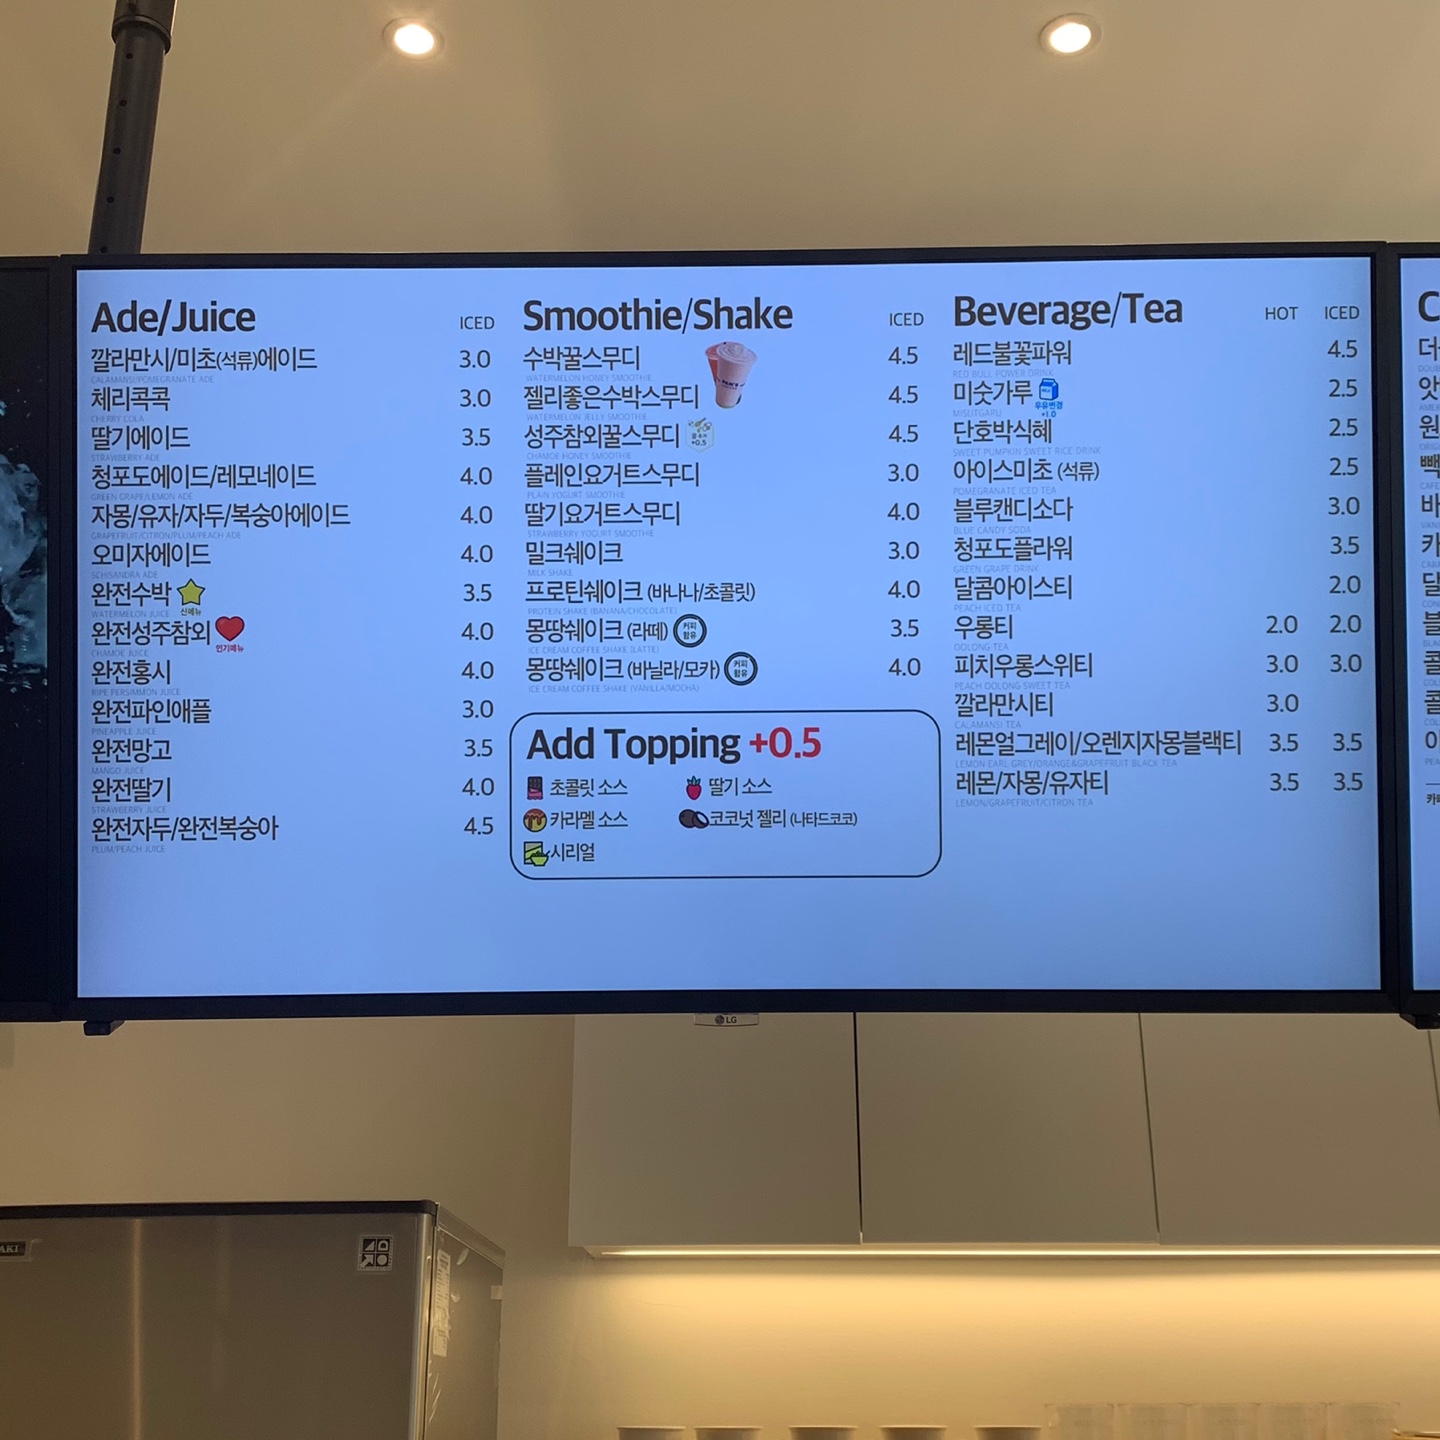 Ade/Juice
ICED
깔라만시/미초(석류)에이드 3.0
CALAMANSI/POMEGRANATE ADE
체리콕콕 3.0
CHERRY COLA
딸기에이드 3.5
STRAWBERRY ADE
청포도에이드/레모네이드 4.0
GREEN GRAPE/LEMON ADE
자몽/유자/자두/복숭아에이드 4.0
GRAPEFRUIT/CITRON/PLUM/PEACH ADE
오미자에이드 4.0
SCHISANDRA ADE
완전수박 3.5
신메뉴
WATERMELON JUICE
완전성주참외 4.0
인기메뉴
CHAMOE JUICE
완전홍시 4.0
RIPE PERSIMMON JUICE
완전파인애플 3.0
PINEAPPLE JUICE
완전망고 3.5
MANGO JUICE
완전딸기 4.0
STRAWBERRY JUICE
완전자두/완전복숭아 4.5
PLUM/PEACH JUICE
Smoothie/Shake
ICED
수박꿀스무디 4.5
WATERMELON HONEY SMOOTHIE
젤리좋은수박스무디 4.5
WATERMELON JELLY SMOOTHIE
성주참외꿀스무디 4.5
+0.5
CHAMOE HONEY SMOOTHIE
플레인요거트스무디 3.0
PLAIN YOGURT SMOOTHIE
딸기요거트스무디 4.0
STRAWBERRY YOGURT SMOOTHIE
밀크쉐이크 3.0
MILK SHAKE
프로틴쉐이크 (바나나/초콜릿) 4.0
PROTEIN SHAKE (BANANA/CHOCOLATE)
몽땅쉐이크 (라떼) 커피 함유 3.5
ICE CREAM COFFEE SHAKE (LATTE)
몽땅쉐이크 (바닐라/모카) 커피 함유 4.0
ICE CREAM COFFEE SHAKE (VANILLA/MOCHA)
Add Topping +0.5
초콜릿 소스 딸기 소스
카라멜 소스 코코넛 젤리 (나타드코코)
시리얼
Beverage/Tea
HOT ICED
레드불꽃파워 4.5
RED BULL POWER DRINK
미숫가루 2.5
우유변경
+1.0
MISUTGARU
단호박식혜 2.5
SWEET PUMPKIN SWEET RICE DRINK
아이스미초 (석류) 2.5
POMEGRANATE ICED TEA
블루캔디소다 3.0
BLUE CANDY SODA
청포도플라워 3.5
GREEN GRAPE DRINK
달콤아이스티 2.0
PEACH ICED TEA
우롱티 2.0 2.0
OOLONG TEA
피치우롱스위티 3.0 3.0
PEACH OOLONG SWEET TEA
깔라만시티 3.0
CALAMANSI TEA
레몬얼그레이/오렌지자몽블랙티 3.5 3.5
LEMON EARL GREY/ORANGE&GRAPEFRUIT BLACK TEA
레몬/자몽/유자티 3.5 3.5
LEMON/GRAPEFRUIT/CITRON TEA
LG